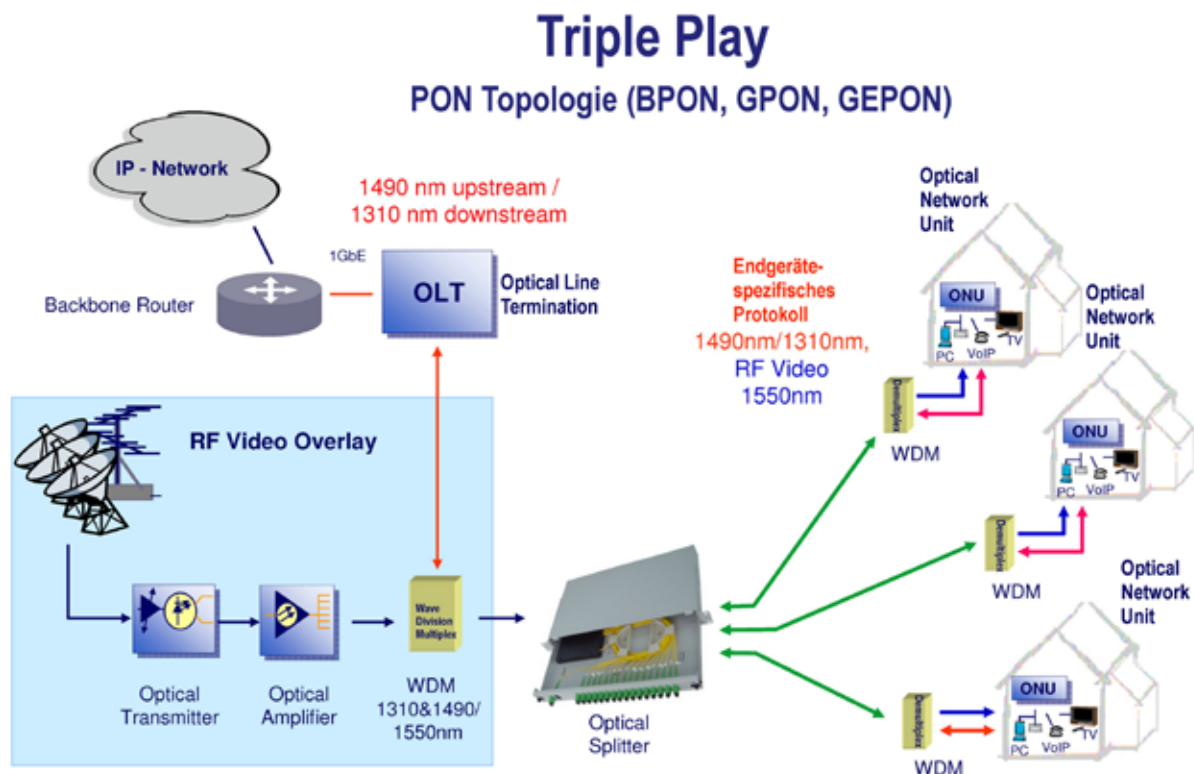 Triple Play
PON Topologie (BPON, GPON, GEPON)
IP - Network
1490 nm upstream /
1310 nm downstream
1GbE
Backbone Router
OLT
Optical Line
Termination
Endgeräte-
spezifisches
Protokoll
1490nm/1310nm,
RF Video
1550nm
Optical
Network
Unit
ONU
PC
VoIP
TV
Demultiplex
WDM
Optical
Network
Unit
ONU
PC
VoIP
TV
Demultiplex
WDM
RF Video Overlay
Optical
Transmitter
Optical
Amplifier
Wave
Division
Multiplex
WDM
1310&1490/
1550nm
Optical
Splitter
Optical
Network
Unit
ONU
PC
VoIP
TV
Demultiplex
WDM